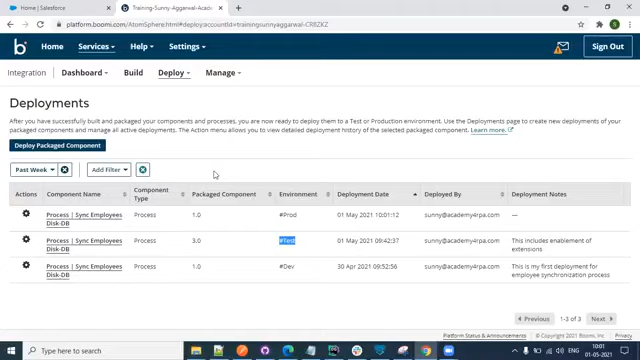 Home | Salesforce
Training-Sunny-Aggarwal-Acade
platform.boomi.com/AtomSphere.html#deploy;accountId=trainingsunnyaggarwal-CR8ZKZ
S
b
Home Services Help Settings Sign Out
Integration Dashboard Build Deploy Manage
Deployments
After you have successfully built and packaged your components and processes, you are now ready to deploy them to a Test or Production environment. Use the Deployments page to create new deployments of your
packaged components and manage all active deployments. The Action menu allows you to view detailed deployment history of the selected packaged component. Learn more.
Deploy Packaged Component
Past Week Add Filter
Actions Component Name Component Type Packaged Component Environment Deployment Date Deployed By Deployment Notes
Process | Sync Employees Disk-DB Process 1.0 #Prod 01 May 2021 10:01:12 sunny@academy4rpa.com —
Process | Sync Employees Disk-DB Process 3.0 #Test 01 May 2021 09:42:37 sunny@academy4rpa.com This includes enablement of extensions
Process | Sync Employees Disk-DB Process 1.0 #Dev 30 Apr 2021 09:52:56 sunny@academy4rpa.com This is my first deployment for employee synchronization process
Previous 1-3 of 3 Next
Platform Status & Announcements © Copyright 2021 Boomi, Inc. Privacy
ENG
10:01
01-05-2021